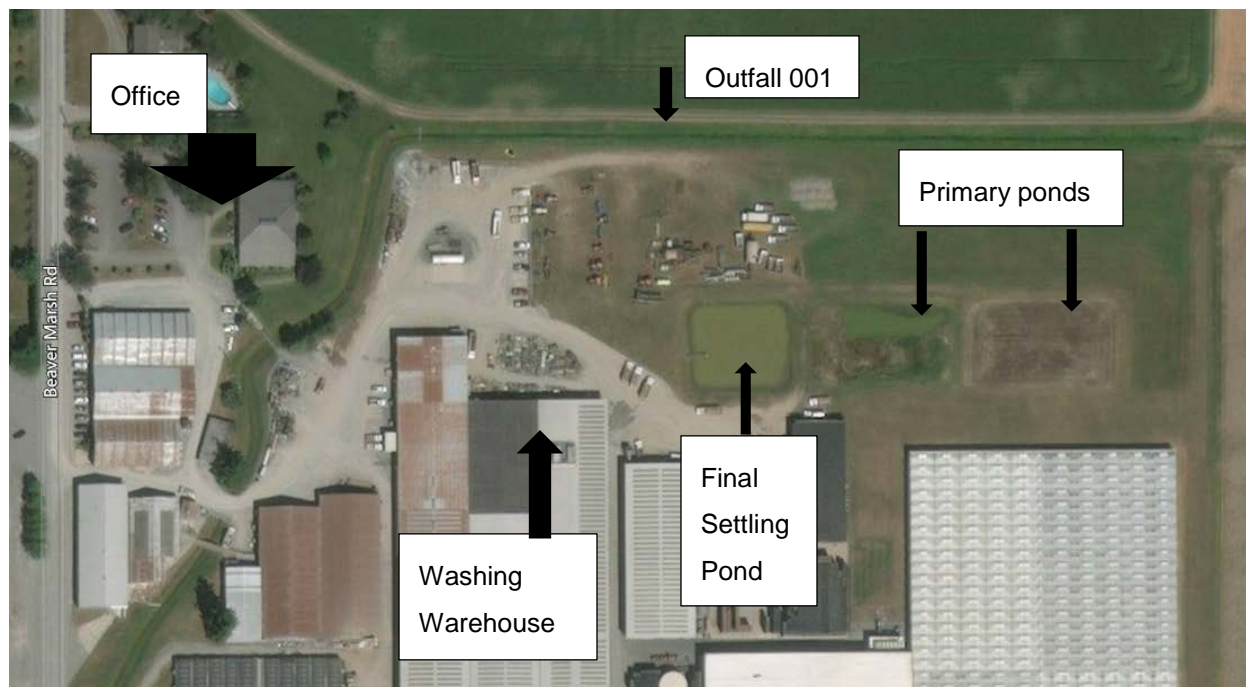 Office
Outfall 001
Primary ponds
Beaver Marsh Rd
Final
Settling
Pond
Washing
Warehouse